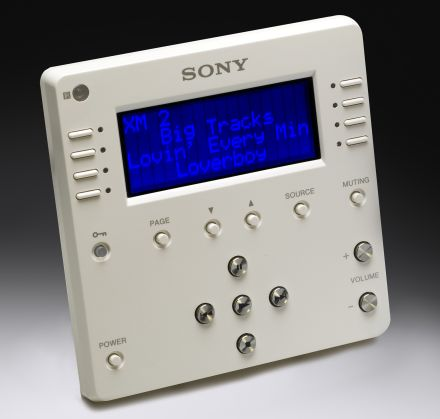 SONY
XM 2
Big Tracks
Lovin' Every Min
Loverboy
PAGE
SOURCE
MUTING
+
VOLUME
-
POWER